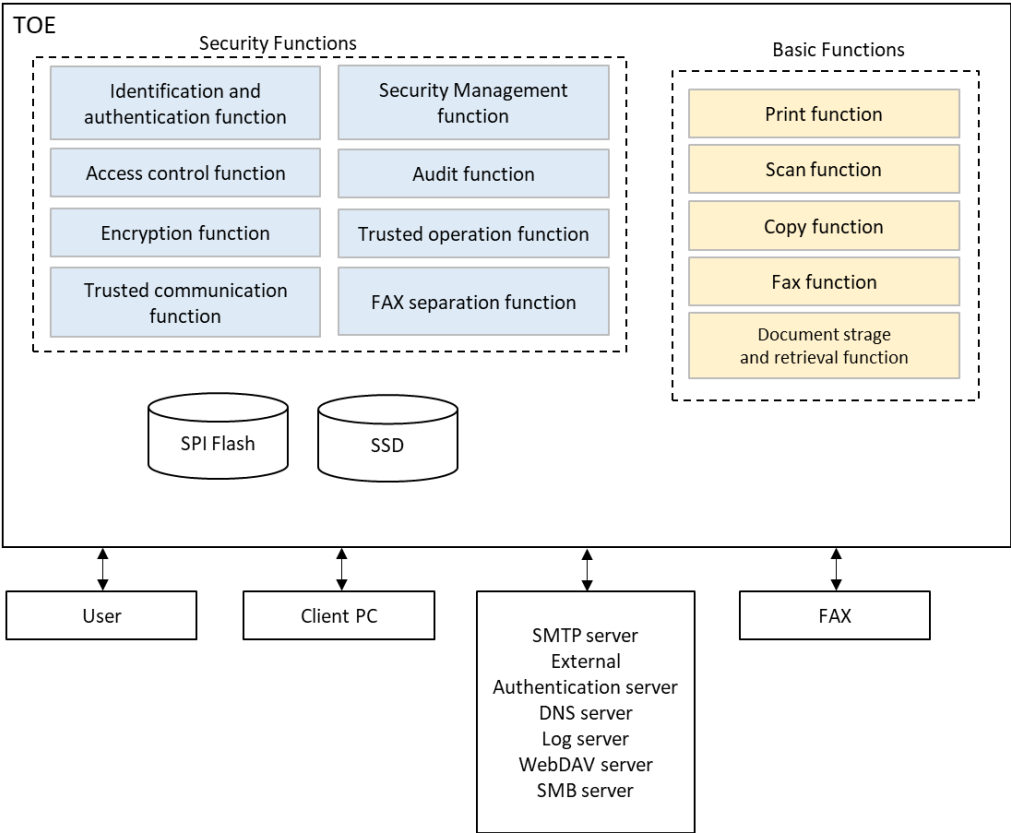 TOE
Security Functions
Identification and
authentication function
Security Management
function
Access control function
Audit function
Encryption function
Trusted operation function
Trusted communication
function
FAX separation function
Basic Functions
Print function
Scan function
Copy function
Fax function
Document strage
and retrieval function
SPI Flash
SSD
User
Client PC
SMTP server
External
Authentication server
DNS server
Log server
WebDAV server
SMB server
FAX